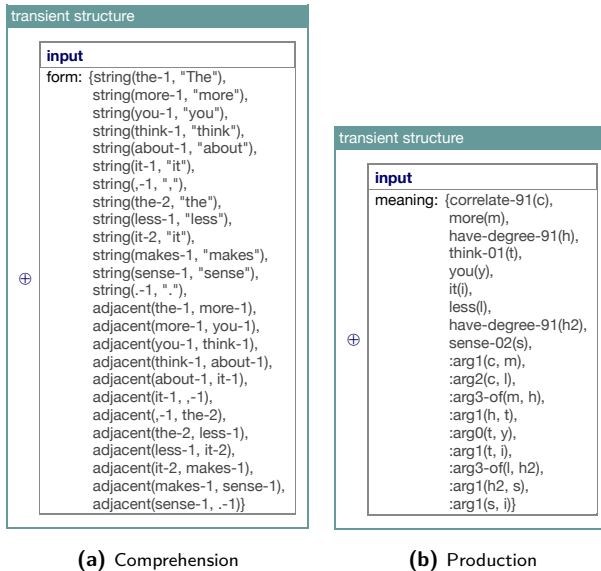 transient structure
input
form: {string(the-1, "The"),
string(more-1, "more"),
string(you-1, "you"),
string(think-1, "think"),
string(about-1, "about"),
string(it-1, "it"),
string(,-1, ","),
string(the-2, "the"),
string(less-1, "less"),
string(it-2, "it"),
string(makes-1, "makes"),
string(sense-1, "sense"),
string(.-1, "."),
adjacent(the-1, more-1),
adjacent(more-1, you-1),
adjacent(you-1, think-1),
adjacent(think-1, about-1),
adjacent(about-1, it-1),
adjacent(it-1, ,-1),
adjacent(,-1, the-2),
adjacent(the-2, less-1),
adjacent(less-1, it-2),
adjacent(it-2, makes-1),
adjacent(makes-1, sense-1),
adjacent(sense-1, .-1)}
⊕
(a) Comprehension
transient structure
input
meaning: {correlate-91(c),
more(m),
have-degree-91(h),
think-01(t),
you(y),
it(i),
less(l),
have-degree-91(h2),
sense-02(s),
:arg1(c, m),
:arg2(c, l),
:arg3-of(m, h),
:arg1(h, t),
:arg0(t, y),
:arg1(t, i),
:arg3-of(l, h2),
:arg1(h2, s),
:arg1(s, i)}
⊕
(b) Production